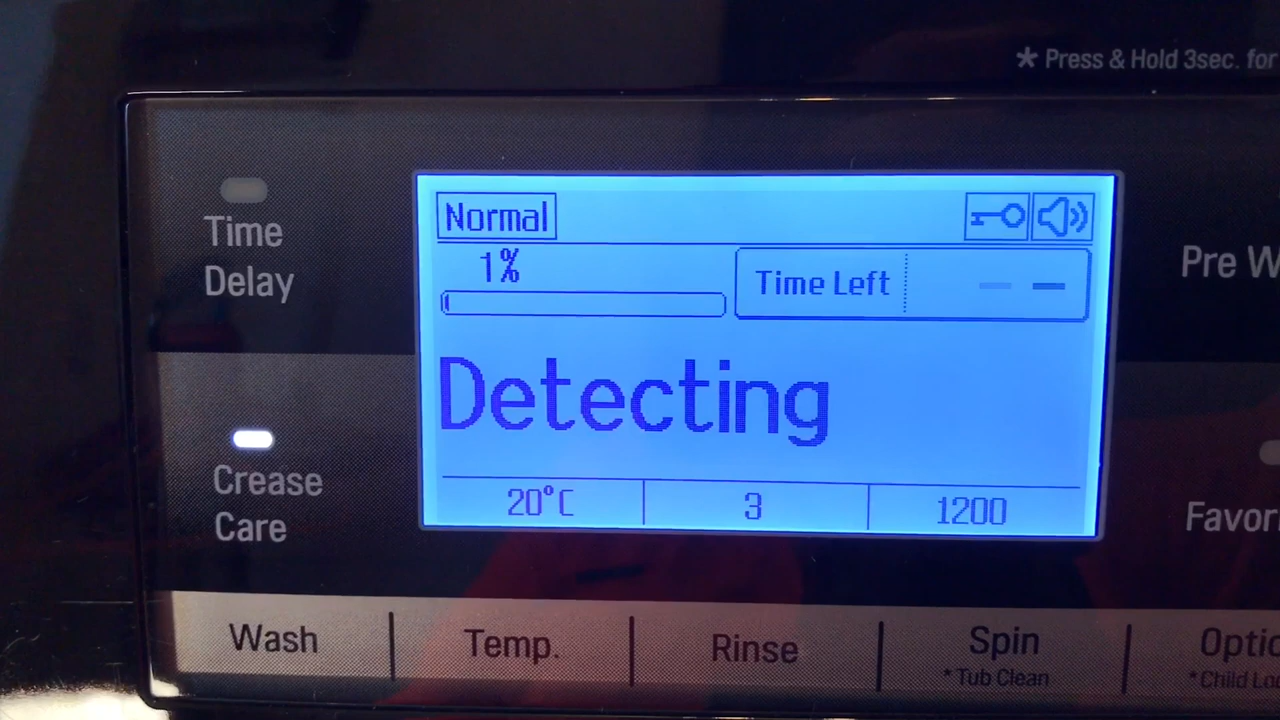 * Press & Hold 3sec. for
Time
Delay
Normal
1%
Time Left
Pre W
Detecting
Crease
Care
20°C
3
1200
Favor
Wash
Temp.
Rinse
Spin
*Tub Clean
Optio
*Child Loc